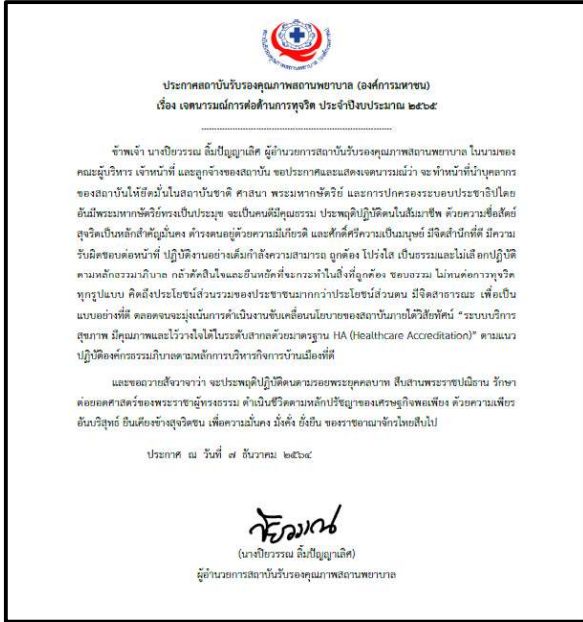 ประกาศสถาบันรับรองคุณภาพสถานพยาบาล (องค์การมหาชน)
เรื่อง เจตนารมณ์การต่อต้านการทุจริต ประจำปีงบประมาณ ๒๕๖๕
ข้าพเจ้า นางปิยวรรณ ลิ้มปัญญาเลิศ ผู้อำนวยการสถาบันรับรองคุณภาพสถานพยาบาล ในนามของ
คณะผู้บริหาร เจ้าหน้าที่ และลูกจ้างของสถาบัน ขอประกาศและแสดงเจตนารมณ์ว่า จะทำหน้าที่นำบุคลากร
ของสถาบันให้ยึดมั่นในสถาบันชาติ ศาสนา พระมหากษัตริย์ และการปกครองระบอบประชาธิปไตย
อันมีพระมหากษัตริย์ทรงเป็นประมุข จะเป็นคนดีมีคุณธรรม ประพฤติปฏิบัติตนในสัมมาชีพ ด้วยความซื่อสัตย์
สุจริตเป็นหลักสำคัญมั่นคง ดำรงตนอยู่ด้วยความมีเกียรติ และศักดิ์ศรีความเป็นมนุษย์ มีจิตสำนึกที่ดี มีความ
รับผิดชอบต่อหน้าที่ ปฏิบัติงานอย่างเต็มกำลังความสามารถ ถูกต้อง โปร่งใส เป็นธรรมและไม่เลือกปฏิบัติ
ตามหลักธรรมาภิบาล กล้าตัดสินใจและยืนหยัดที่จะกระทำในสิ่งที่ถูกต้อง ชอบธรรม ไม่ทนต่อการทุจริต
ทุกรูปแบบ คิดถึงประโยชน์ส่วนรวมของประชาชนมากกว่าประโยชน์ส่วนตน มีจิตสาธารณะ เพื่อเป็น
แบบอย่างที่ดี ตลอดจนจะมุ่งเน้นการดำเนินงานขับเคลื่อนนโยบายของสถาบันภายใต้วิสัยทัศน์ “ระบบบริการ
สุขภาพ มีคุณภาพและไว้วางใจได้ในระดับสากลด้วยมาตรฐาน HA (Healthcare Accreditation)” ตามแนว
ปฏิบัติองค์กรธรรมาภิบาลตามหลักการบริหารกิจการบ้านเมืองที่ดี
และขอถวายสัจวาจาว่า จะประพฤติปฏิบัติตนตามรอยพระยุคลบาท สืบสานพระราชปณิธาน รักษา
ต่อยอดศาสตร์ของพระราชาผู้ทรงธรรม ดำเนินชีวิตตามหลักปรัชญาของเศรษฐกิจพอเพียง ด้วยความเพียร
อันบริสุทธิ์ ยืนเคียงข้างสุจริตชน เพื่อความมั่นคง มั่งคั่ง ยั่งยืน ของราชอาณาจักรไทยสืบไป
ประกาศ ณ วันที่ ๗ ธันวาคม ๒๕๖๔
(นางปิยวรรณ ลิ้มปัญญาเลิศ)
ผู้อำนวยการสถาบันรับรองคุณภาพสถานพยาบาล